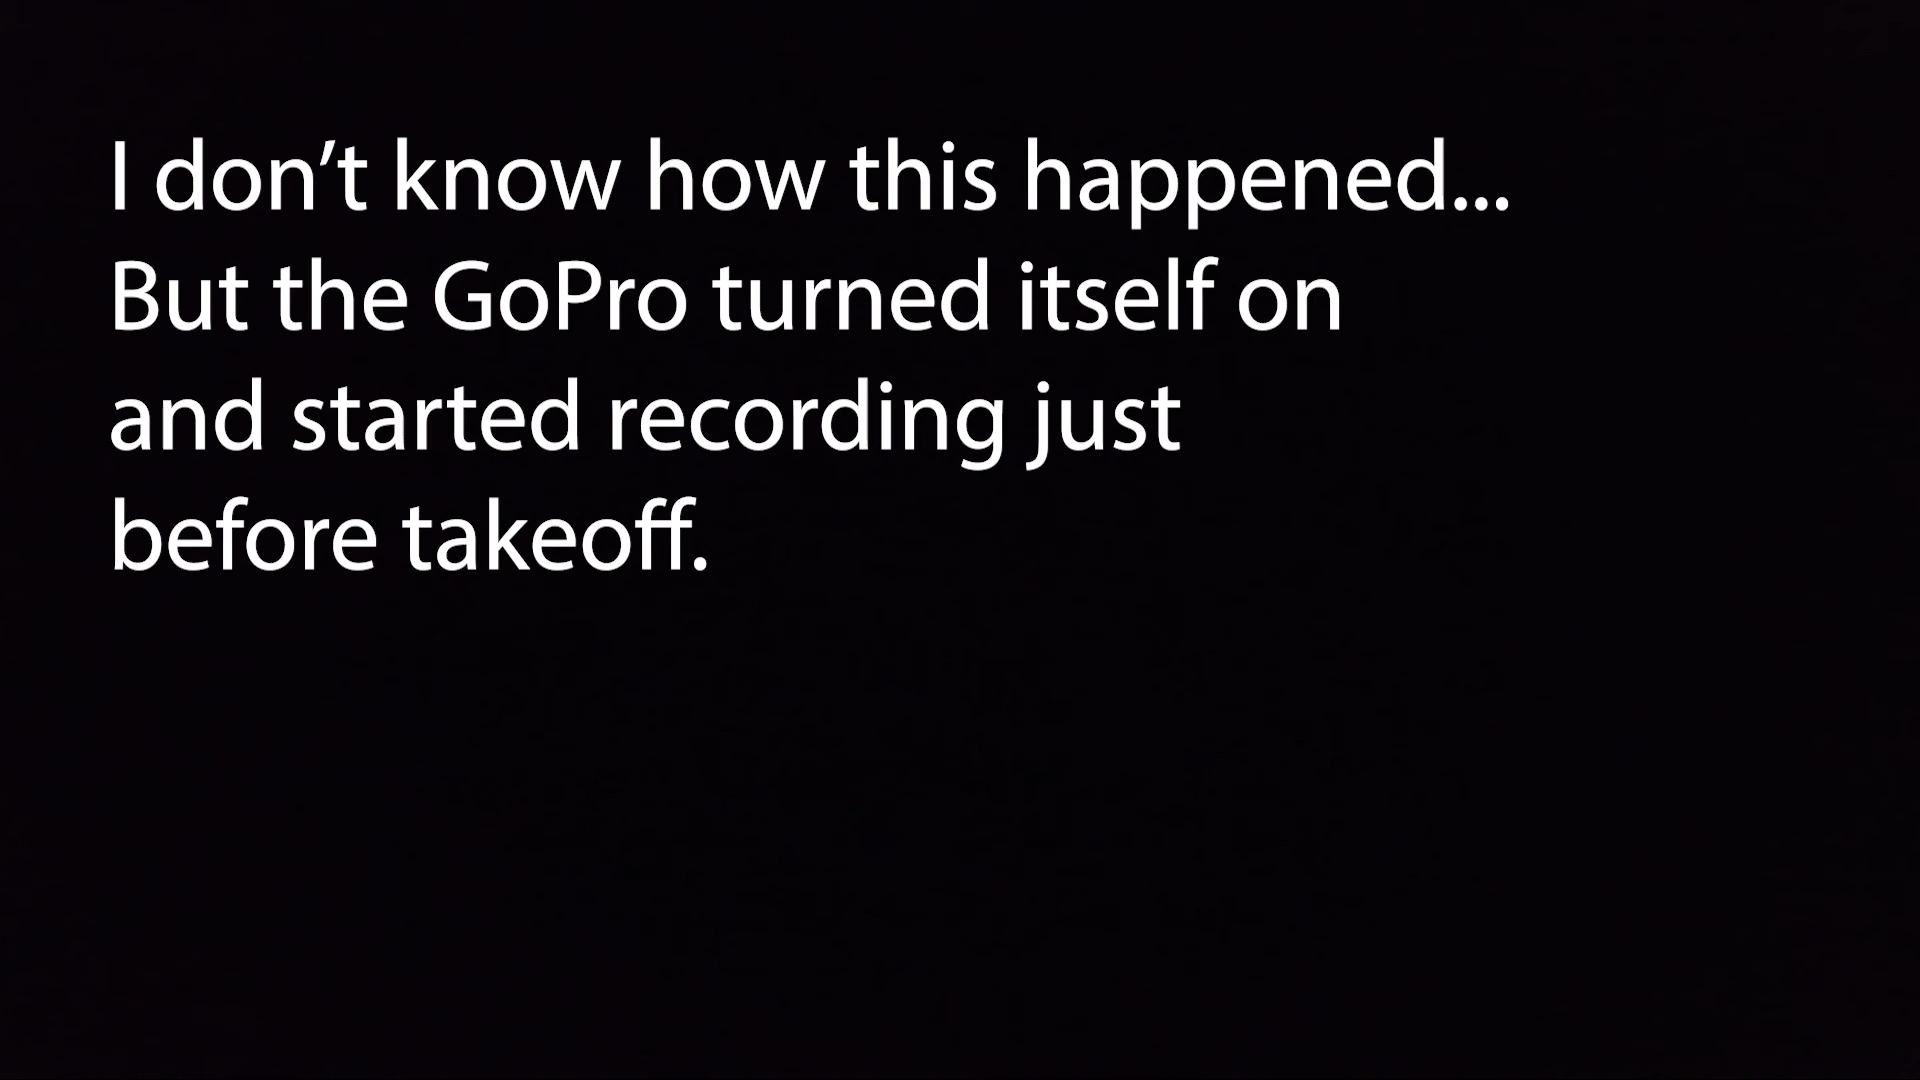 I don’t know how this happened...
But the GoPro turned itself on
and started recording just
before takeoff.